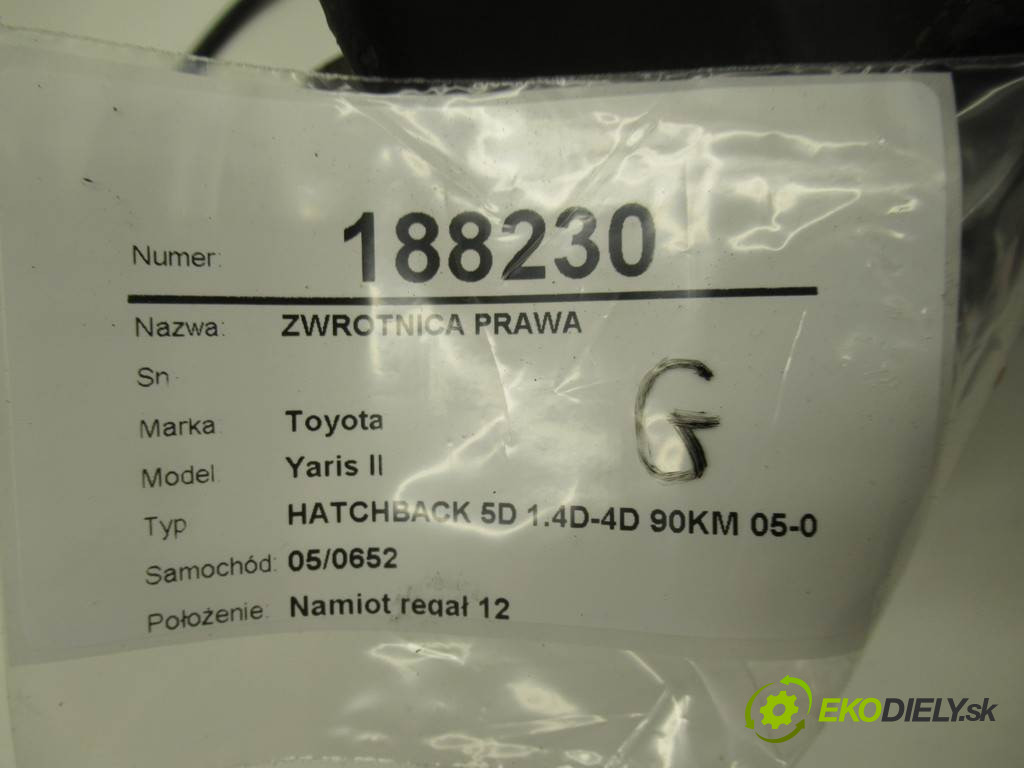 Numer: 188230
Nazwa: ZWROTNICA PRAWA
Sn
Marka Toyota
G
Model Yaris II
Typ HATCHBACK 5D 1.4D-4D 90KM 05-0
Samochód: 05/0652
Położenie: Namiot regał 12
EKODIELY.sk